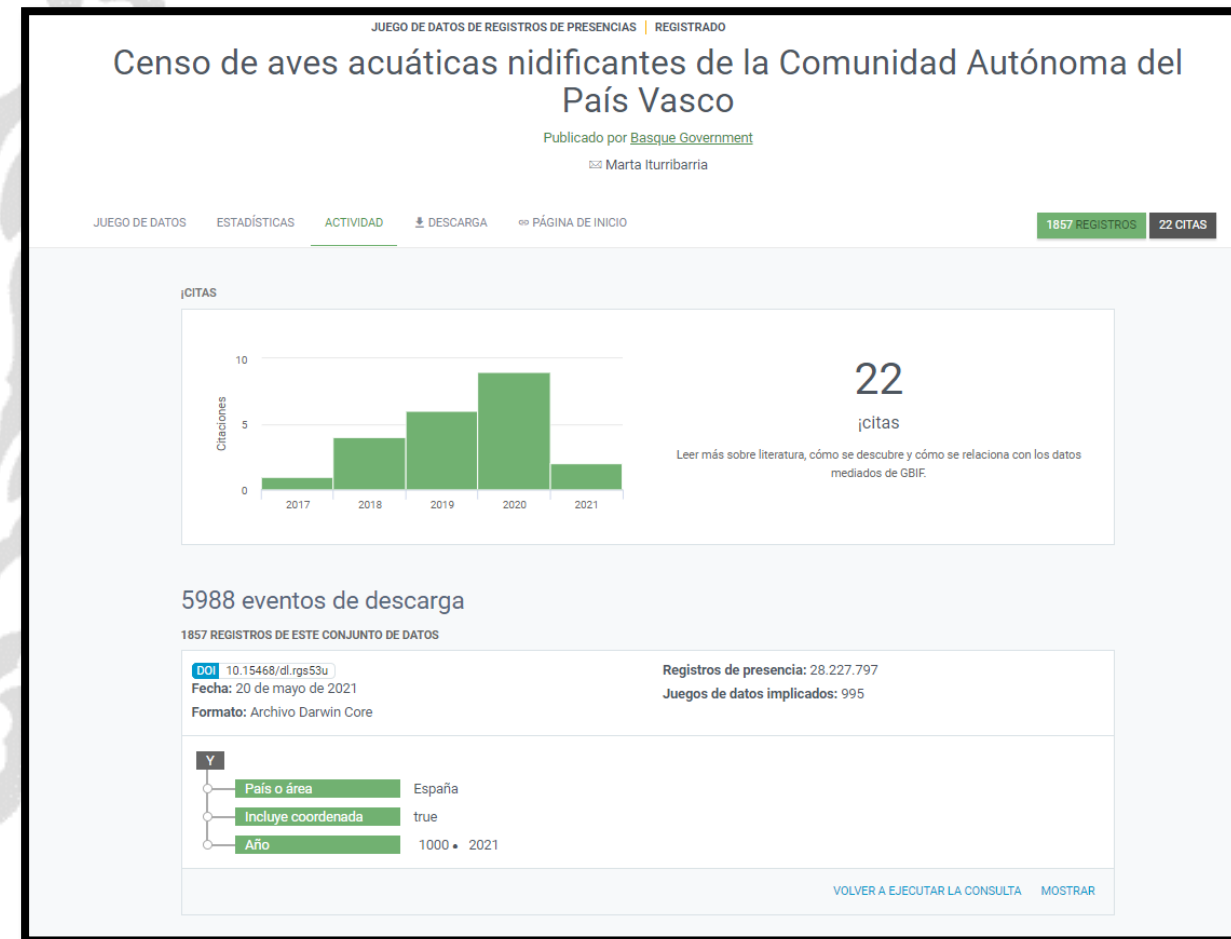 JUEGO DE DATOS DE REGISTROS DE PRESENCIAS | REGISTRADO
Censo de aves acuáticas nidificantes de la Comunidad Autónoma del
País Vasco
Publicado por Basque Government
Marta Iturribarria
JUEGO DE DATOS ESTADÍSTICAS ACTIVIDAD DESCARGA PÁGINA DE INICIO 1857 REGISTROS 22 CITAS
¡CITAS
10
5
0
Citaciones
2017 2018 2019 2020 2021
22
¡citas
Leer más sobre literatura, cómo se descubre y cómo se relaciona con los datos
mediados de GBIF.
5988 eventos de descarga
1857 REGISTROS DE ESTE CONJUNTO DE DATOS
DOI 10.15468/dl.rgs53u
Fecha: 20 de mayo de 2021
Formato: Archivo Darwin Core
Registros de presencia: 28.227.797
Juegos de datos implicados: 995
Y
País o área España
Incluye coordenada true
Año 1000 • 2021
VOLVER A EJECUTAR LA CONSULTA MOSTRAR